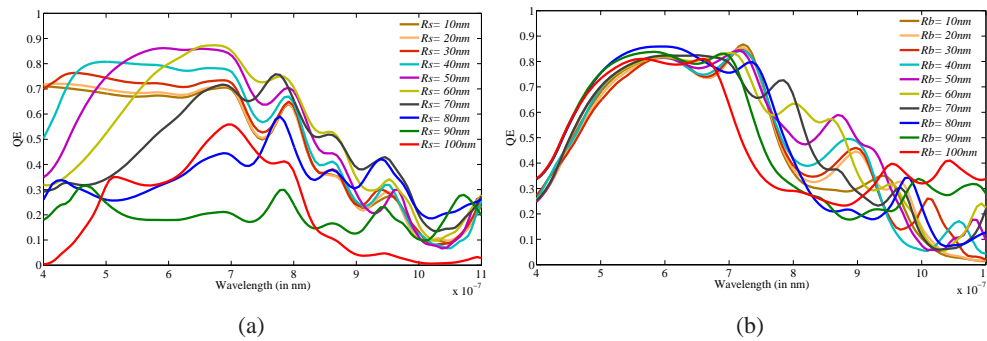 1
0.9
0.8
0.7
0.6
0.5
0.4
0.3
0.2
0.1
0
QE
4 5 6 7 8 9 10 11
Wavelength (in nm)
x 10⁻⁷
Rs= 10nm
Rs= 20nm
Rs= 30nm
Rs= 40nm
Rs= 50nm
Rs= 60nm
Rs= 70nm
Rs= 80nm
Rs= 90nm
Rs= 100nm
(a)
1
0.9
0.8
0.7
0.6
0.5
0.4
0.3
0.2
0.1
0
QE
4 5 6 7 8 9 10 1
Wavelength (in nm)
x 10⁻⁷
Rb= 10nm
Rb= 20nm
Rb= 30nm
Rb= 40nm
Rb= 50nm
Rb= 60nm
Rb= 70nm
Rb= 80nm
Rb= 90nm
Rb= 100nm
(b)